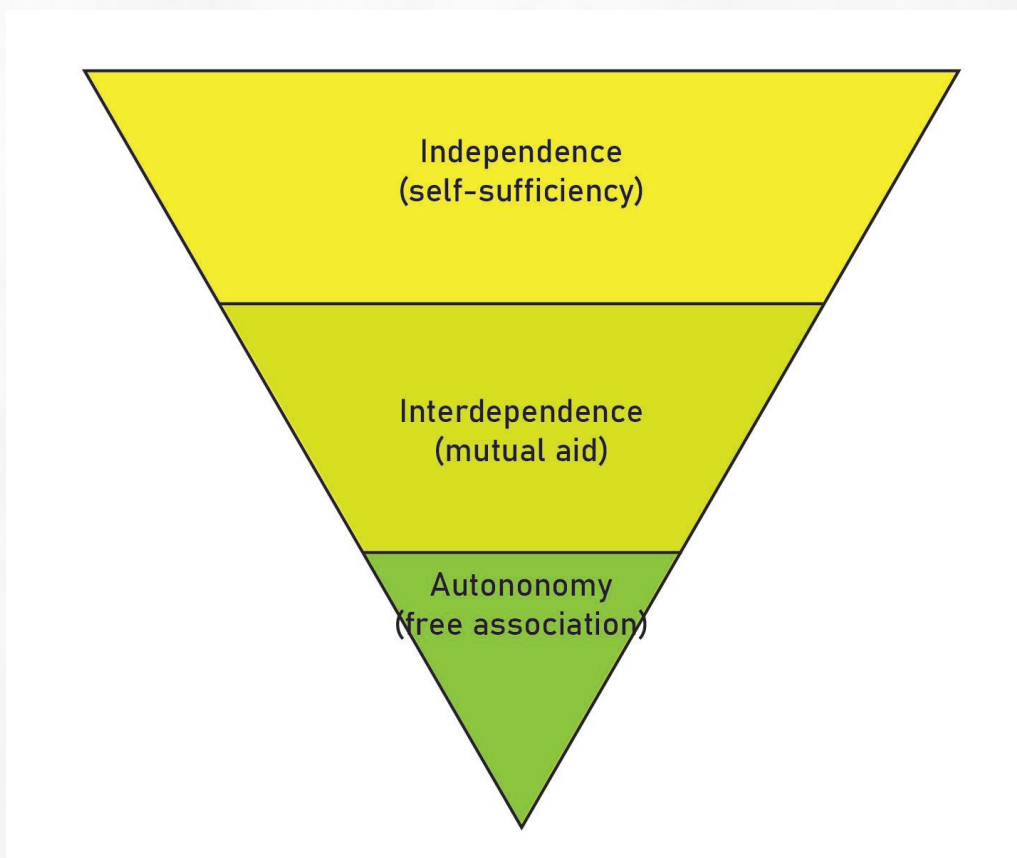 Independence
(self-sufficiency)
Interdependence
(mutual aid)
Autononomy
(free association)